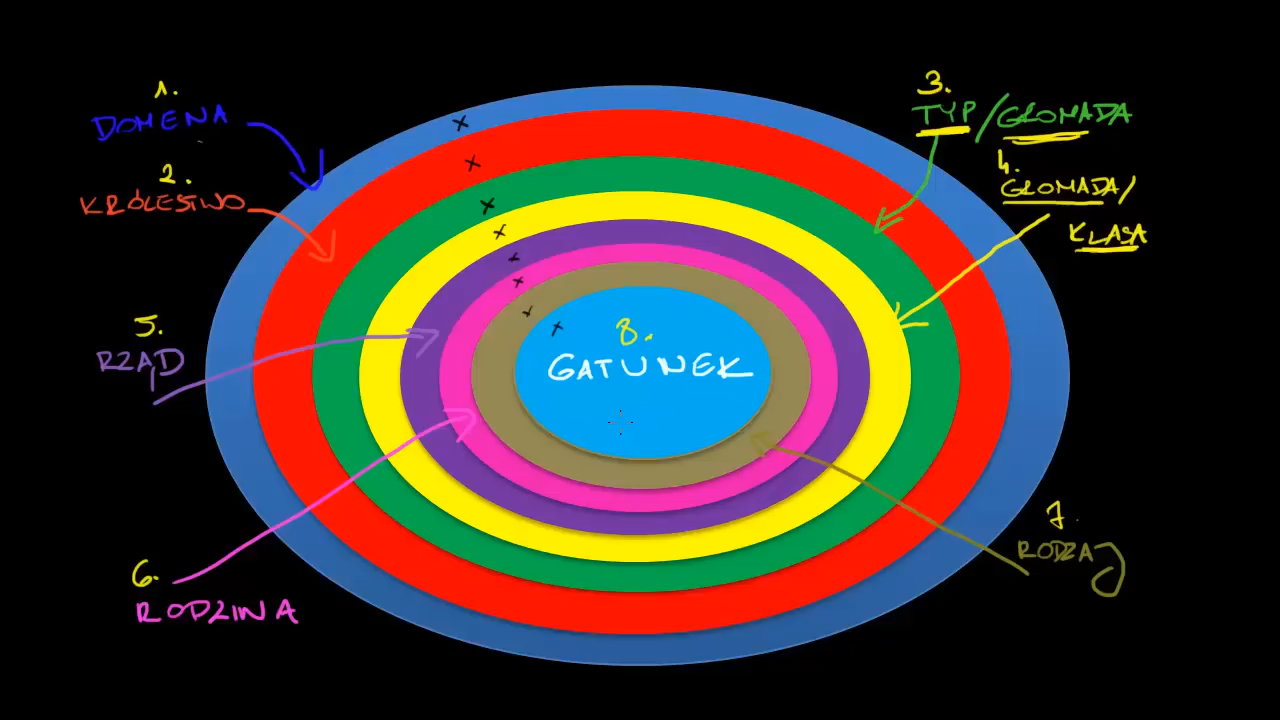 1.
DOMENA
2.
KRÓLESTWO
3.
TYP/GROMADA
4.
GROMADA/
KLASA
5.
RZĄD
8.
GATUNEK
6.
RODZINA
7.
RODZAJ